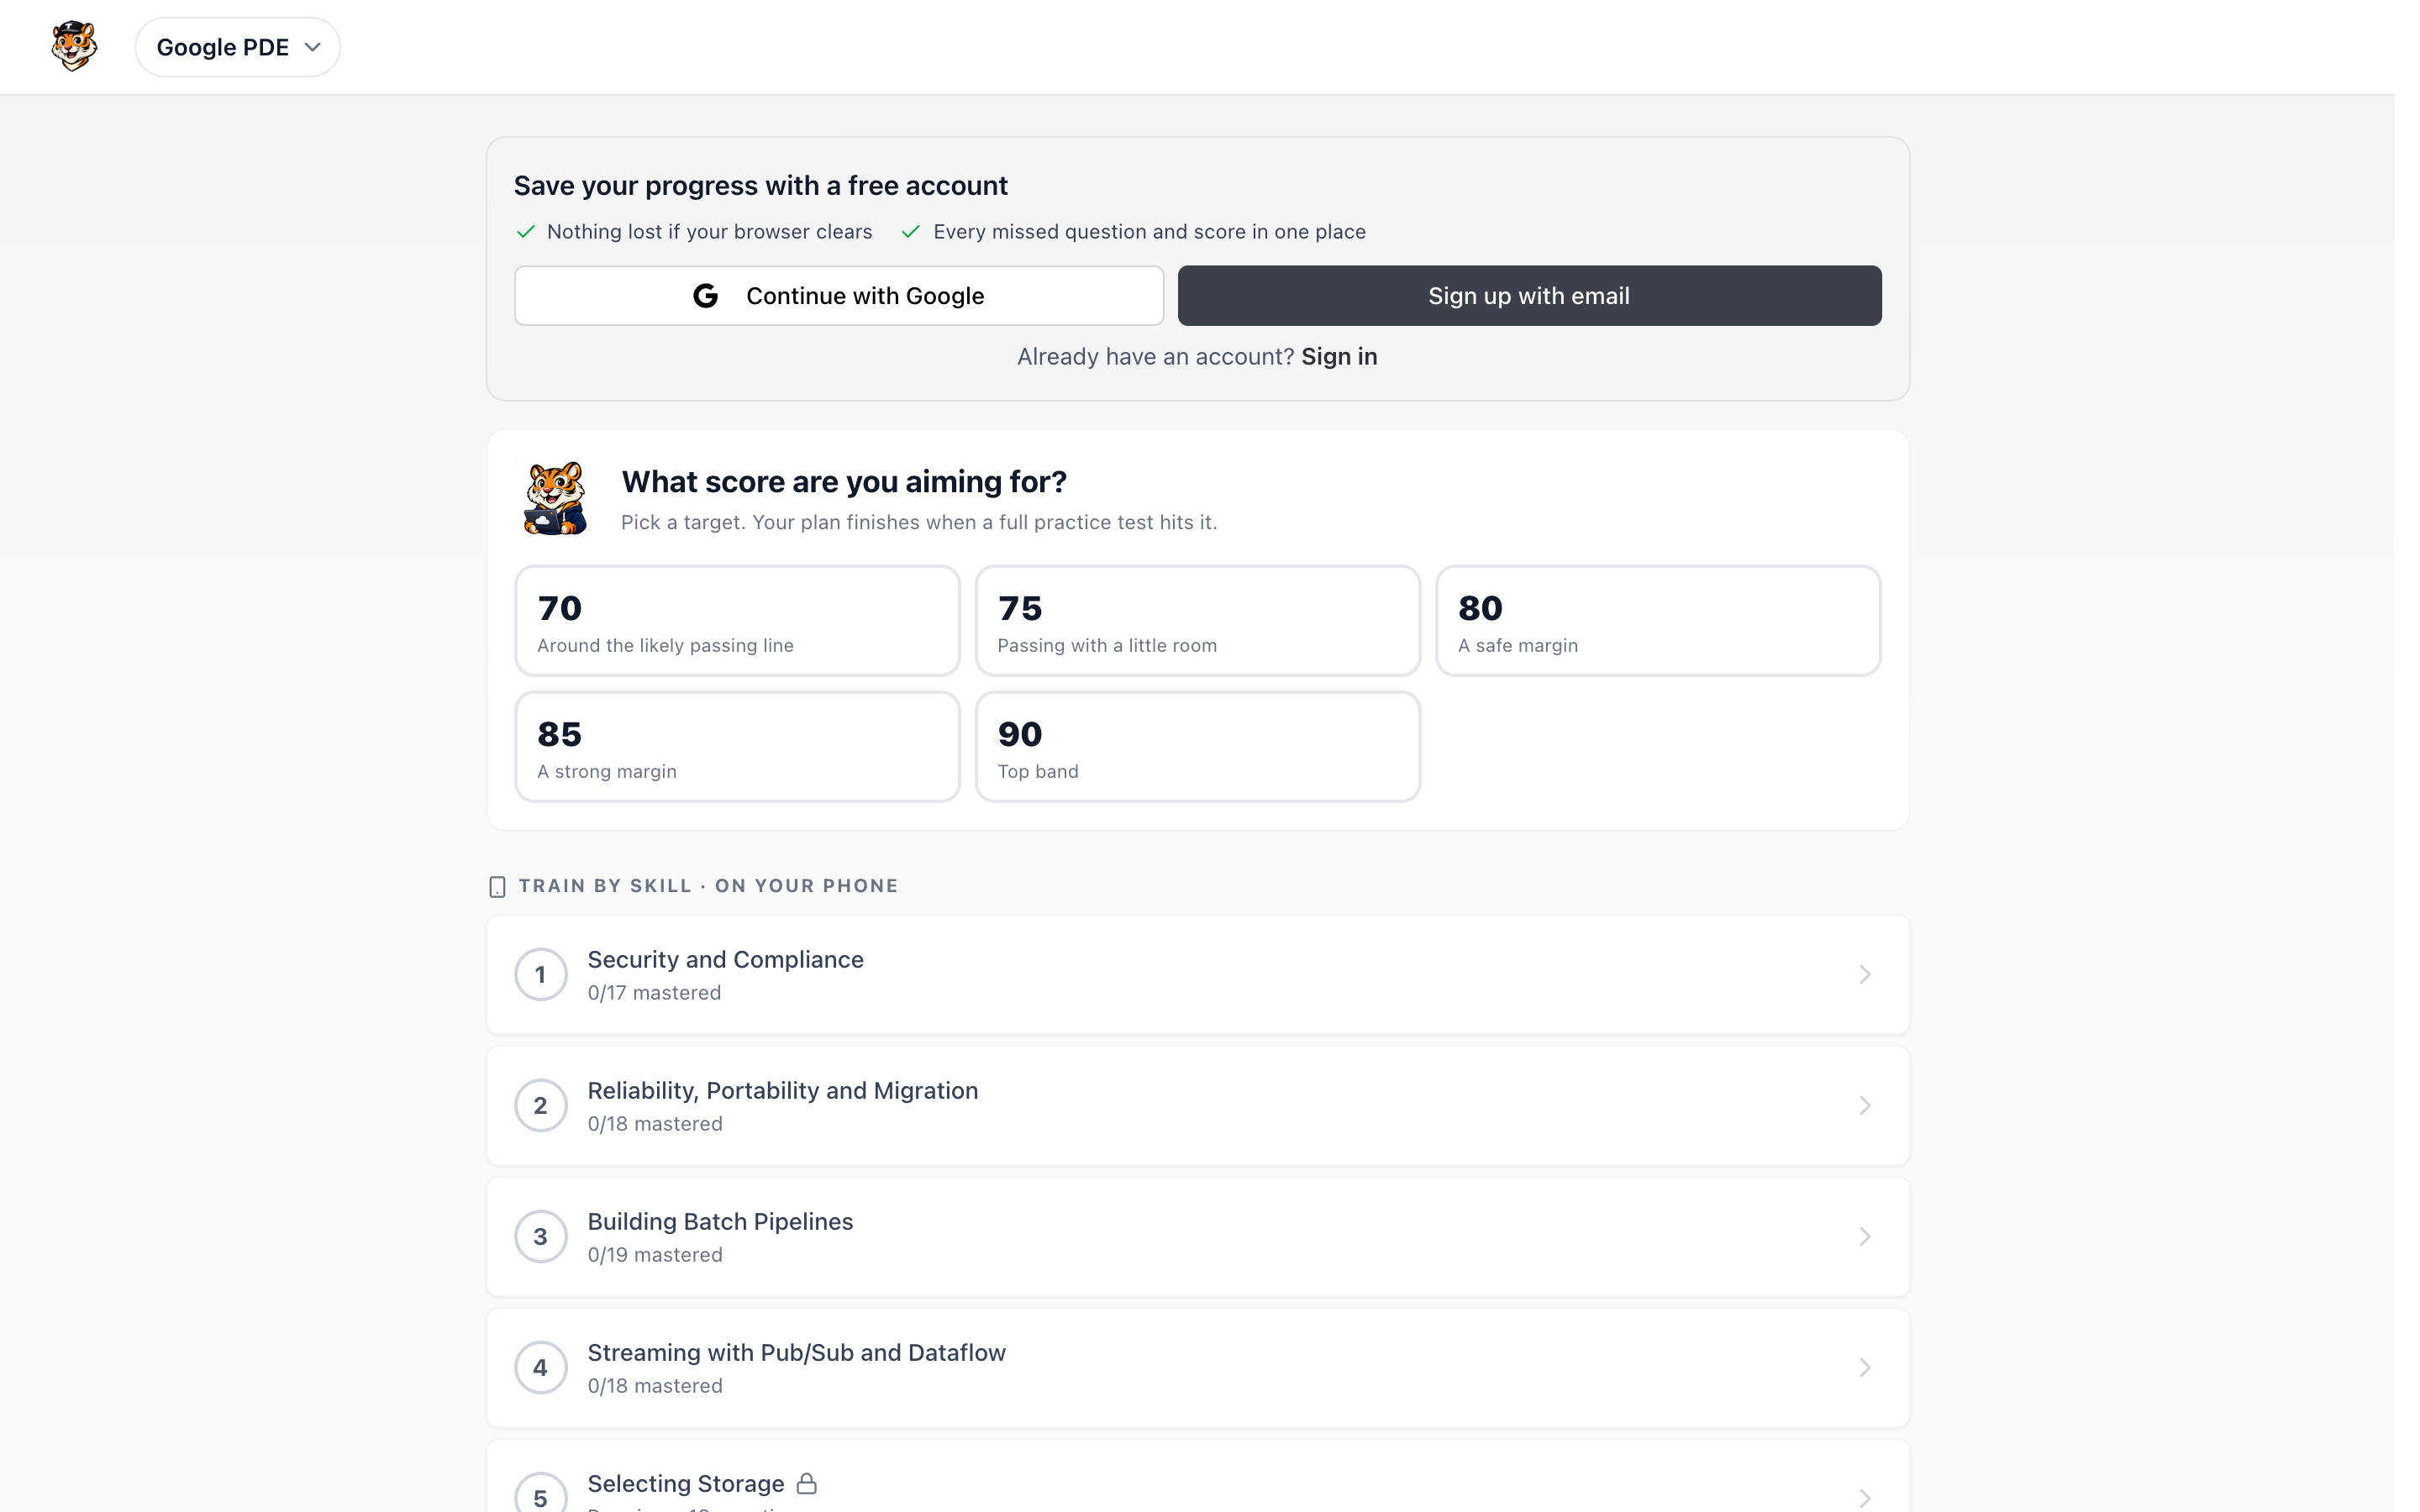 Google PDE
Save your progress with a free account
Nothing lost if your browser clears
Every missed question and score in one place
Continue with Google
Sign up with email
Already have an account? Sign in
What score are you aiming for?
Pick a target. Your plan finishes when a full practice test hits it.
70
Around the likely passing line
75
Passing with a little room
80
A safe margin
85
A strong margin
90
Top band
TRAIN BY SKILL · ON YOUR PHONE
1
Security and Compliance
0/17 mastered
2
Reliability, Portability and Migration
0/18 mastered
3
Building Batch Pipelines
0/19 mastered
4
Streaming with Pub/Sub and Dataflow
0/18 mastered
5
Selecting Storage